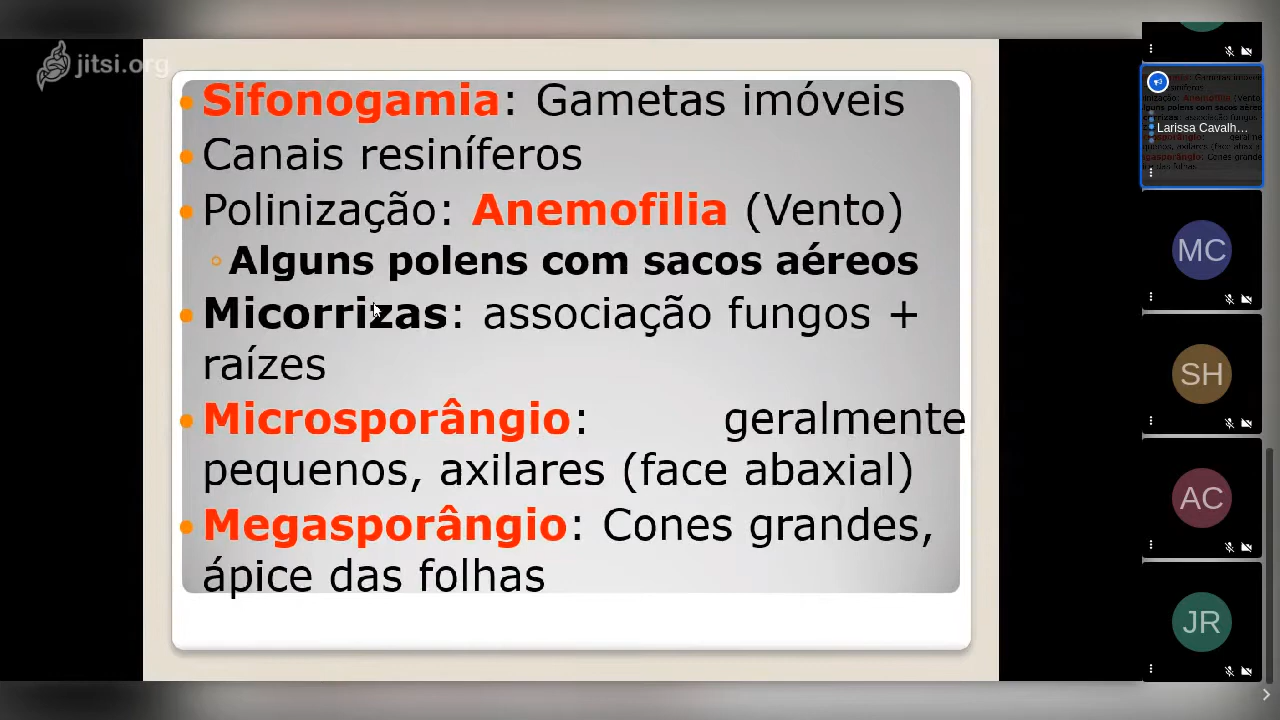 jitsi.org
Sifonogamia: Gametas imóveis
Canais resiníferos
Polinização: Anemofilia (Vento)
Alguns polens com sacos aéreos
Micorrizas: associação fungos +
raízes
Microsporângio: geralmente
pequenos, axilares (face abaxial)
Megasporângio: Cones grandes,
ápice das folhas
Larissa Cavalh...
MC
SH
AC
JR